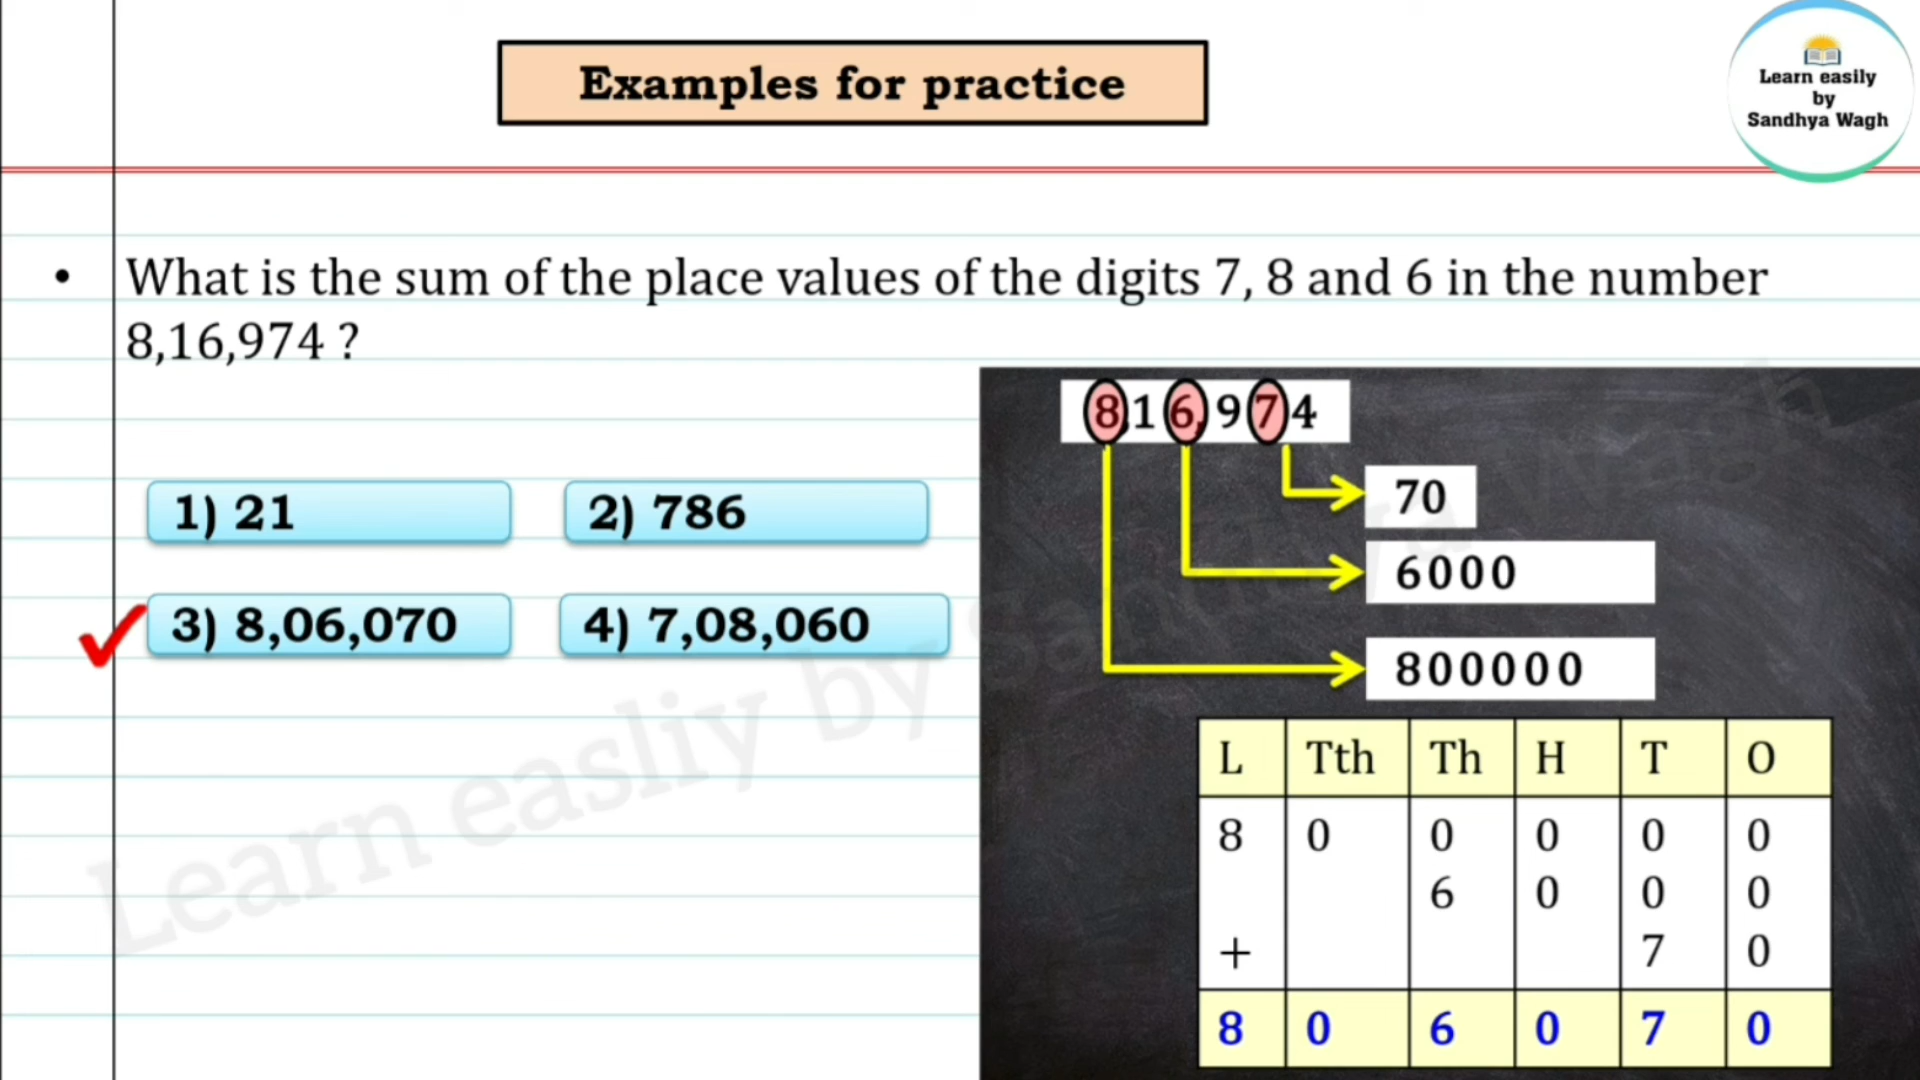 Examples for practice
Learn easily
by
Sandhya Wagh
• What is the sum of the place values of the digits 7, 8 and 6 in the number
8,16,974 ?
8,16,974
70
6000
800000
1) 21
2) 786
3) 8,06,070
4) 7,08,060
L Tth Th H T O
8 0 0 0 0 0
6 0 0 0
+ 7 0
8 0 6 0 7 0
Learn easliy by Sandhya Wagh